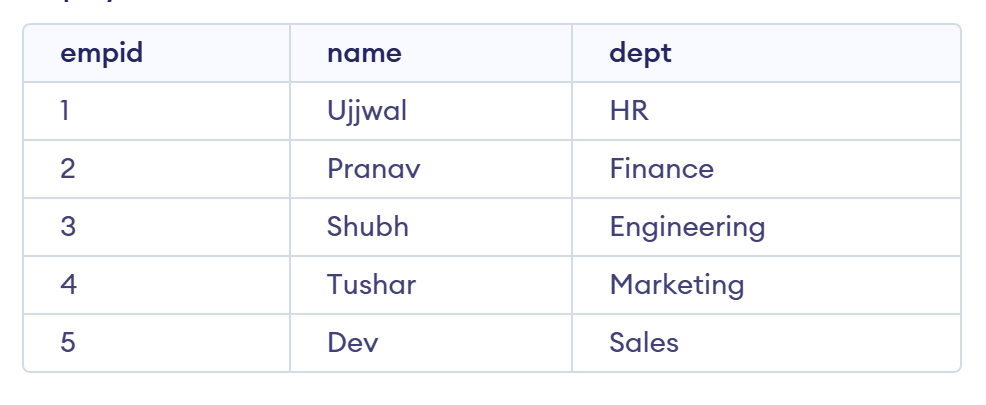 empid name dept
1 Ujjwal HR
2 Pranav Finance
3 Shubh Engineering
4 Tushar Marketing
5 Dev Sales